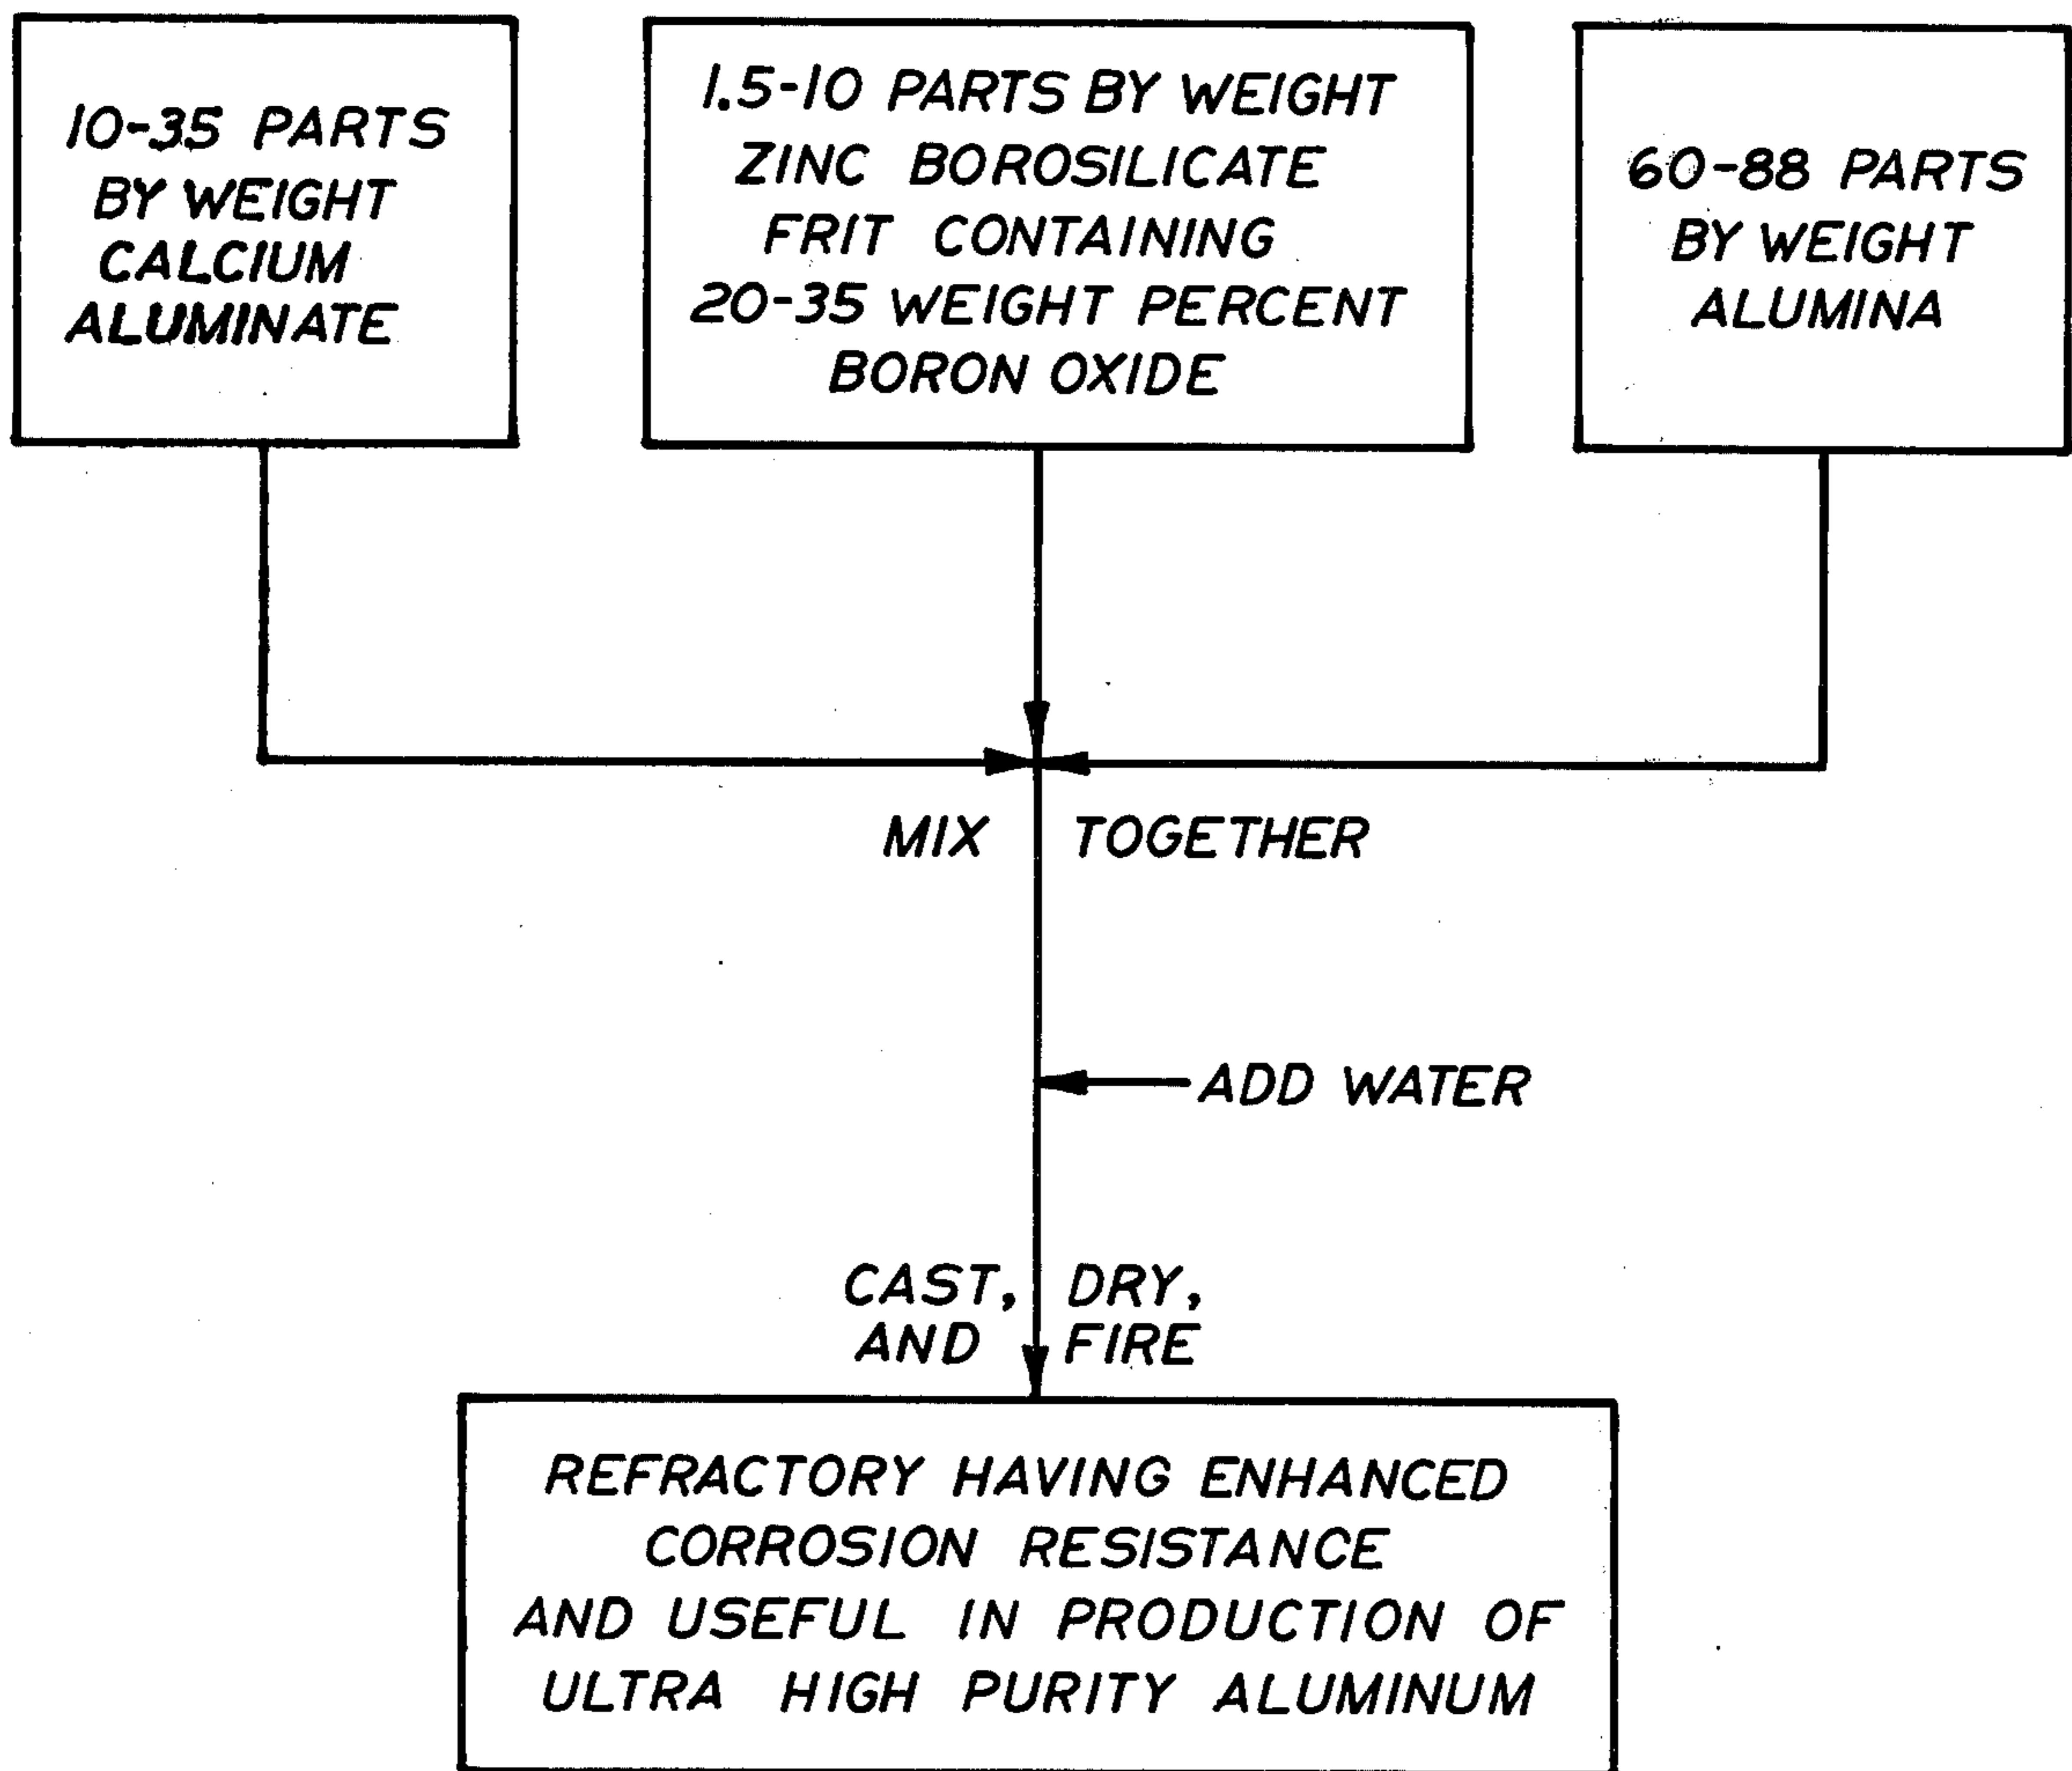 10-35 PARTS
BY WEIGHT
CALCIUM
ALUMINATE
1.5-10 PARTS BY WEIGHT
ZINC BOROSILICATE
FRIT CONTAINING
20-35 WEIGHT PERCENT
BORON OXIDE
60-88 PARTS
BY WEIGHT
ALUMINA
MIX TOGETHER
ADD WATER
CAST, DRY,
AND FIRE
REFRACTORY HAVING ENHANCED
CORROSION RESISTANCE
AND USEFUL IN PRODUCTION OF
ULTRA HIGH PURITY ALUMINUM